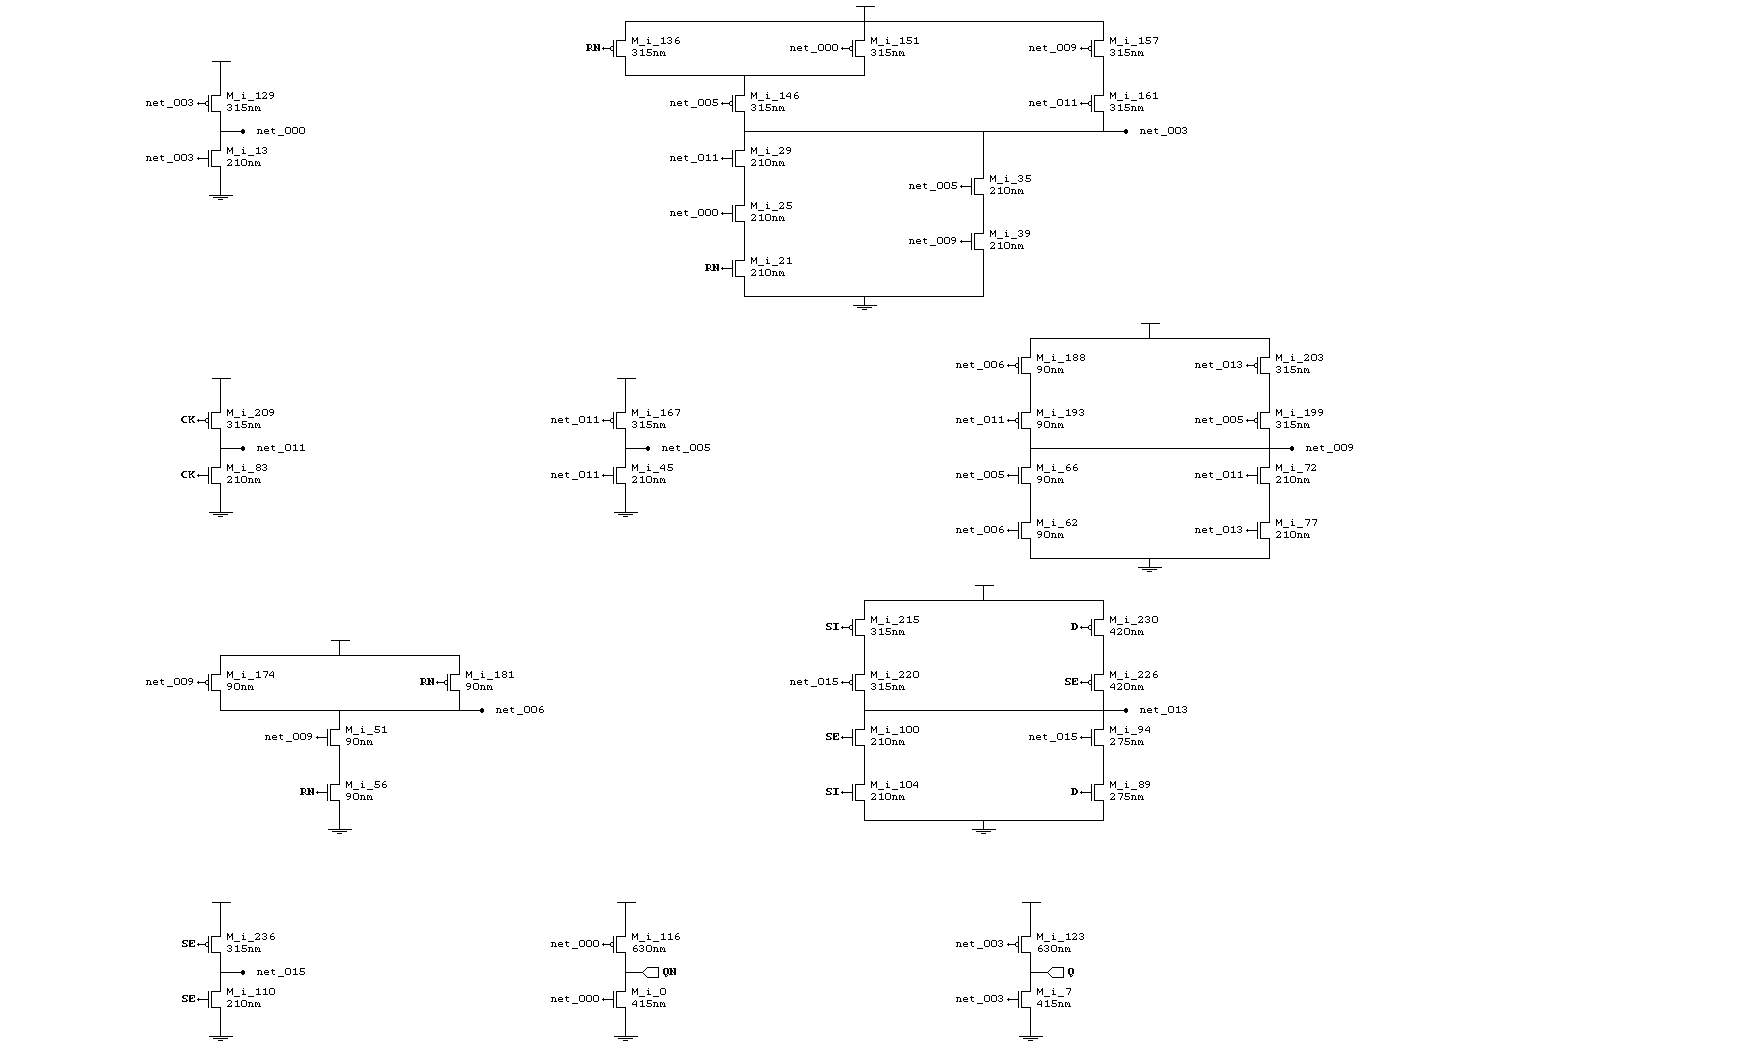 RN M_i_136 315nm net_000 M_i_151 315nm net_009 M_i_157 315nm
net_003 M_i_129 315nm net_005 M_i_146 315nm net_011 M_i_161 315nm
net_000 net_003
net_003 M_i_13 210nm net_011 M_i_29 210nm
net_005 M_i_35 210nm
net_000 M_i_25 210nm
net_009 M_i_39 210nm
RN M_i_21 210nm
net_006 M_i_188 90nm net_013 M_i_203 315nm
CK M_i_209 315nm net_011 M_i_167 315nm net_011 M_i_193 90nm net_005 M_i_199 315nm
net_011 net_005 net_009
CK M_i_83 210nm net_011 M_i_45 210nm net_005 M_i_66 90nm net_011 M_i_72 210nm
net_006 M_i_62 90nm net_013 M_i_77 210nm
SI M_i_215 315nm D M_i_230 420nm
net_009 M_i_174 90nm RN M_i_181 90nm net_015 M_i_220 315nm SE M_i_226 420nm
net_006 net_013
net_009 M_i_51 90nm SE M_i_100 210nm net_015 M_i_94 275nm
RN M_i_56 90nm SI M_i_104 210nm D M_i_89 275nm
SE M_i_236 315nm net_000 M_i_116 630nm net_003 M_i_123 630nm
net_015 QN Q
SE M_i_110 210nm net_000 M_i_0 415nm net_003 M_i_7 415nm